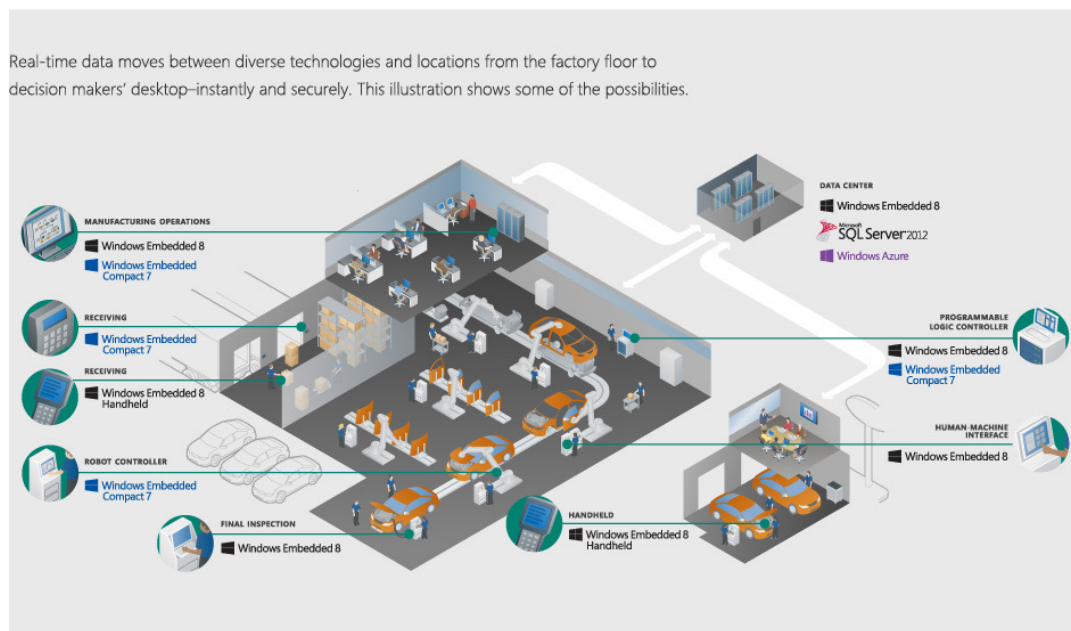 Real-time data moves between diverse technologies and locations from the factory floor to
decision makers' desktop–instantly and securely. This illustration shows some of the possibilities.
MANUFACTURING OPERATIONS
Windows Embedded 8
Windows Embedded
Compact 7
RECEIVING
Windows Embedded
Compact 7
RECEIVING
Windows Embedded 8
Handheld
ROBOT CONTROLLER
Windows Embedded
Compact 7
FINAL INSPECTION
Windows Embedded 8
HANDHELD
Windows Embedded 8
Handheld
DATA CENTER
Windows Embedded 8
Microsoft
SQL Server 2012
Windows Azure
PROGRAMMABLE
LOGIC CONTROLLER
Windows Embedded 8
Windows Embedded
Compact 7
HUMAN-MACHINE
INTERFACE
Windows Embedded 8